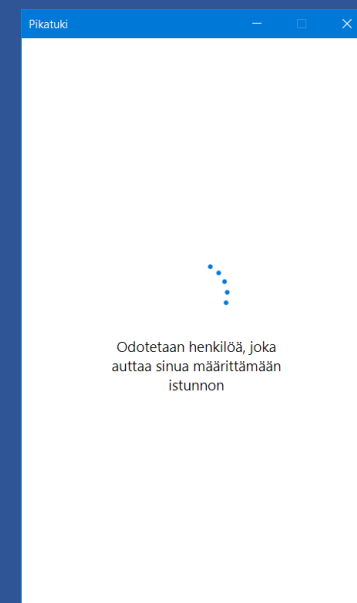 Pikatuki
Odotetaan henkilöä, joka
auttaa sinua määrittämään
istunnon